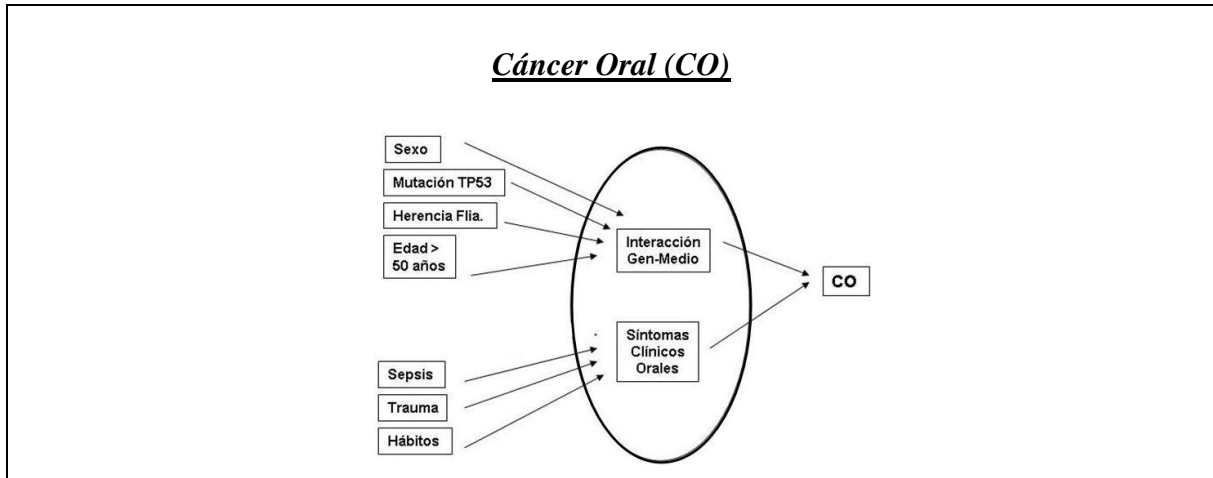 Cáncer Oral (CO)
Sexo
Mutación TP53
Herencia Flia.
Edad >
50 años
Interacción
Gen-Medio
CO
Síntomas
Clínicos
Orales
Sepsis
Trauma
Hábitos